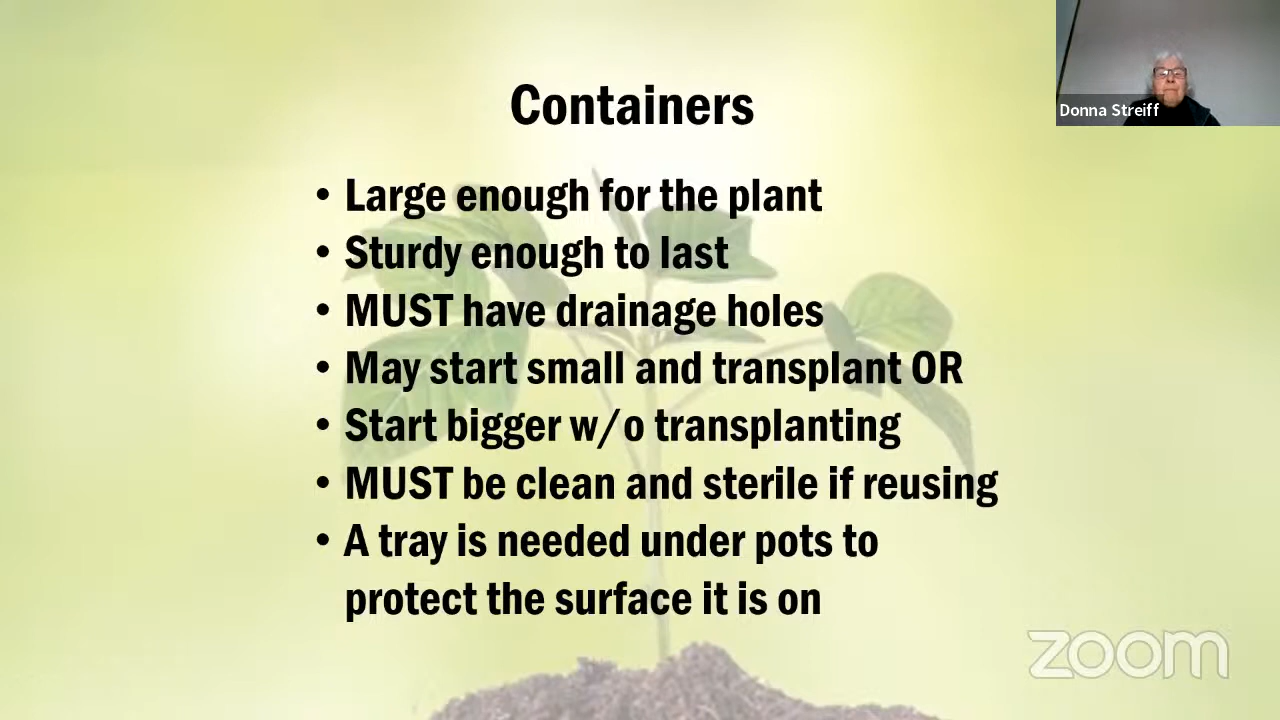 Containers
Donna Streiff
• Large enough for the plant
• Sturdy enough to last
• MUST have drainage holes
• May start small and transplant OR
• Start bigger w/o transplanting
• MUST be clean and sterile if reusing
• A tray is needed under pots to
protect the surface it is on
zoom